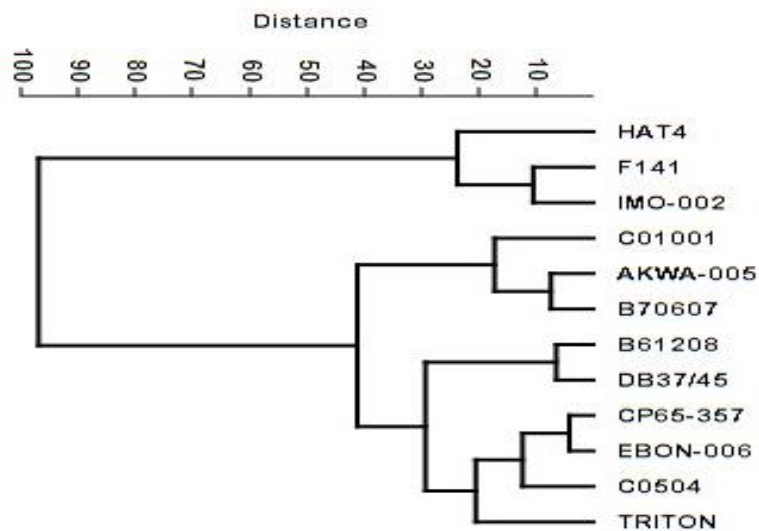 Distance
100 90 80 70 60 50 40 30 20 10
HAT4
F141
IMO-002
C01001
AKWA-005
B70607
B61208
DB37/45
CP65-357
EBON-006
C0504
TRITON